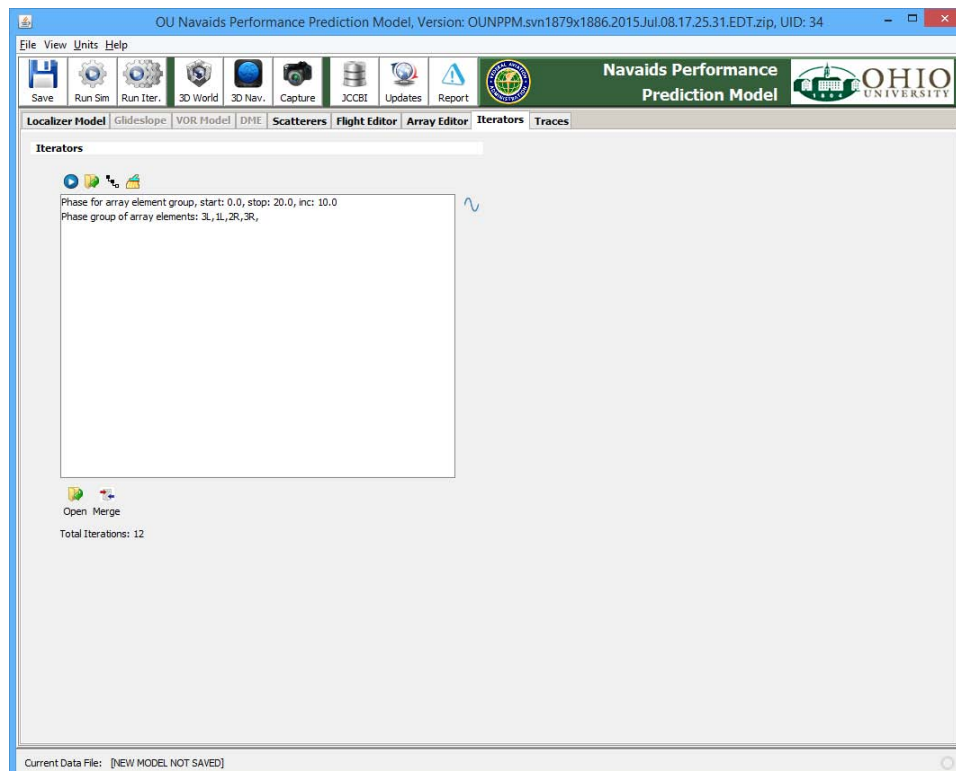 OU Navaids Performance Prediction Model, Version: OUNPPM.svn1879x1886.2015Jul.08.17.25.31.EDT.zip, UID: 34
File View Units Help
Save Run Sim Run Iter. 3D World 3D Nav. Capture JCCBI Updates Report
Navaids Performance
Prediction Model
OHIO
UNIVERSITY
1804
Localizer Model Glideslope VOR Model DME Scatterers Flight Editor Array Editor Iterators Traces
Iterators
Phase for array element group, start: 0.0, stop: 20.0, inc: 10.0
Phase group of array elements: 3L,1L,2R,3R,
Open Merge
Total Iterations: 12
Current Data File: [NEW MODEL NOT SAVED]